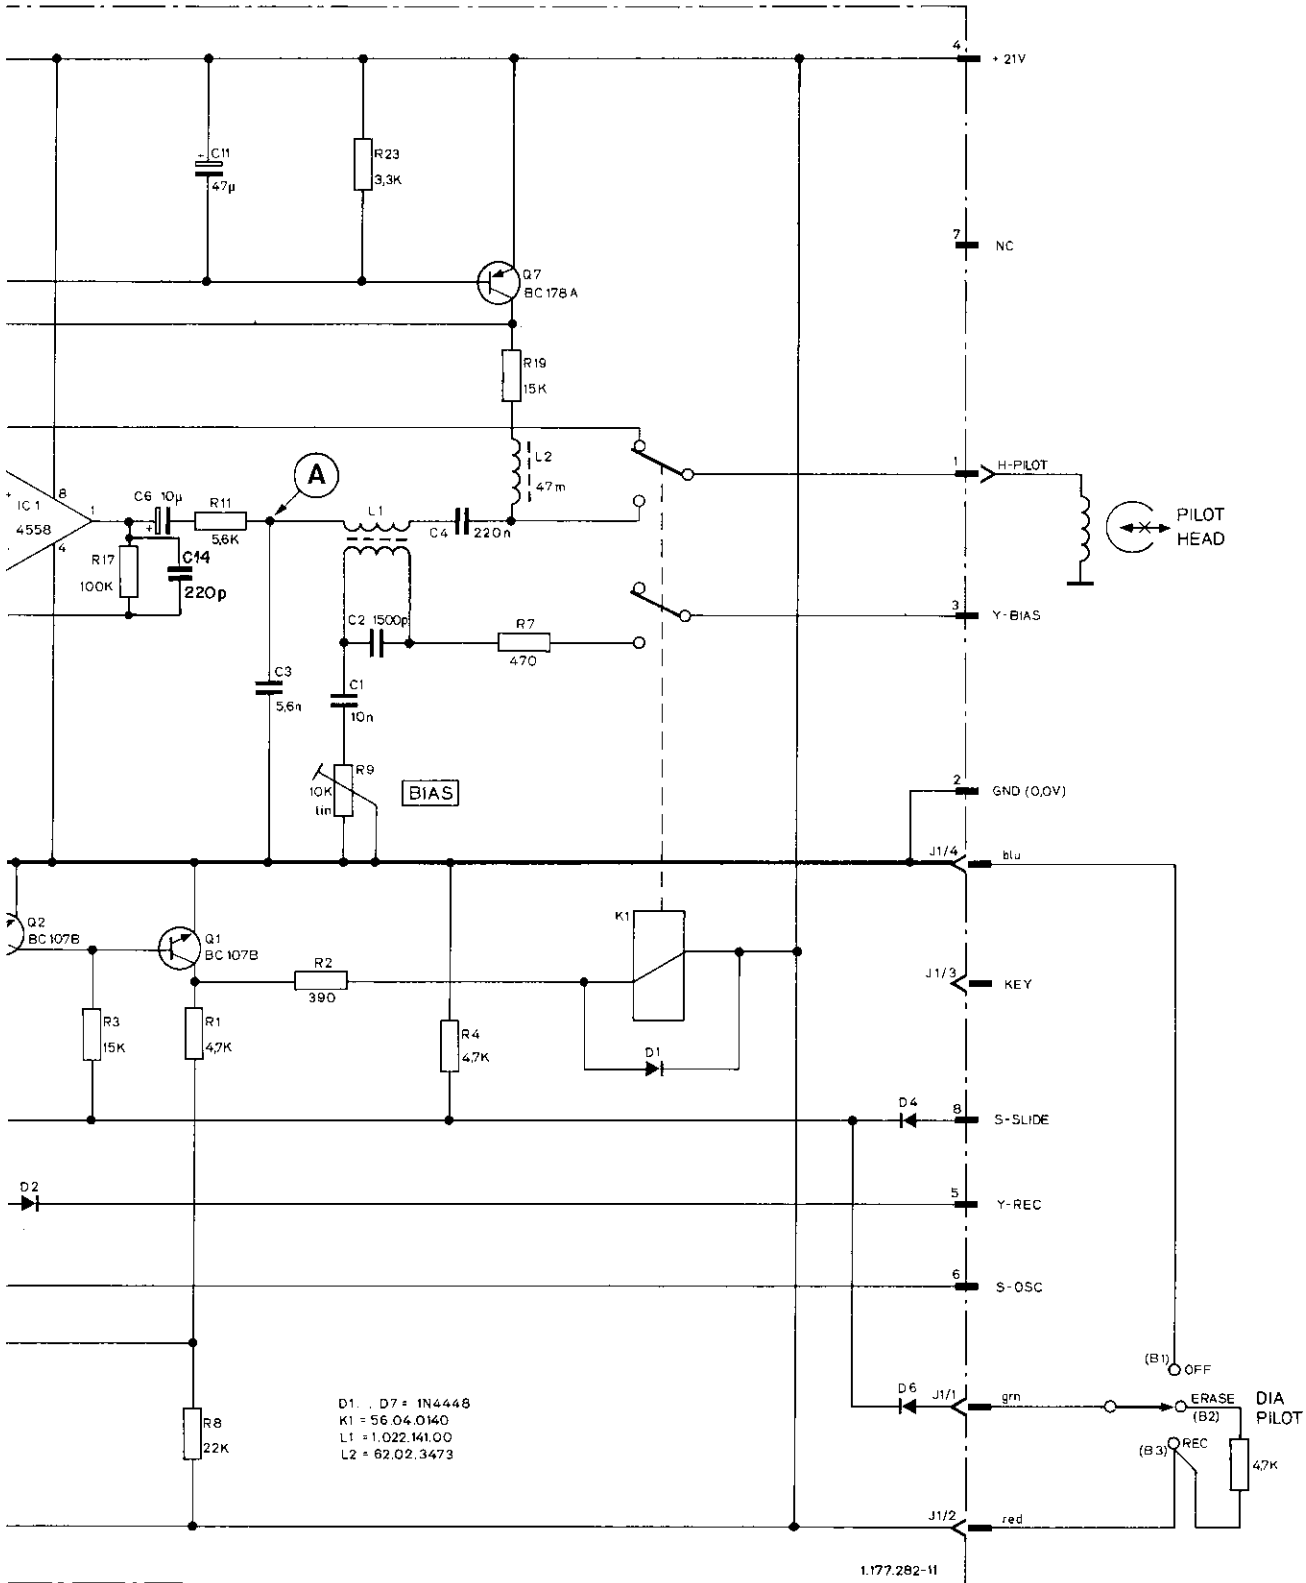 4
+ 21V
+ C11
47µ
R23
3,3K
7
NC
Q7
BC178A
R19
15K
L2
47m
1
H-PILOT
A
+
IC 1
4558
-
8
1
4
C6 10µ
+
R11
5,6K
L1
C4 220n
PILOT
HEAD
R17
100K
C14
220p
C2 1500p
R7
470
3
Y-BIAS
C3
5,6n
C1
10n
R9
10K
lin
BIAS
2
GND (0,0V)
J1/4
blu
Q2
BC107B
Q1
BC107B
K1
R2
390
J1/3
KEY
R3
15K
R1
4,7K
R4
4,7K
D1
D4
8
S-SLIDE
D2
5
Y-REC
6
S-OSC
(B1)
OFF
D1. . D7 = 1N4448
K1 = 56.04.0140
L1 = 1.022.141.00
L2 = 62.02.3473
D6
J1/1
grn
ERASE
(B2)
DIA
PILOT
R8
22K
(B3)
REC
4,7K
J1/2
red
1.177.282-11